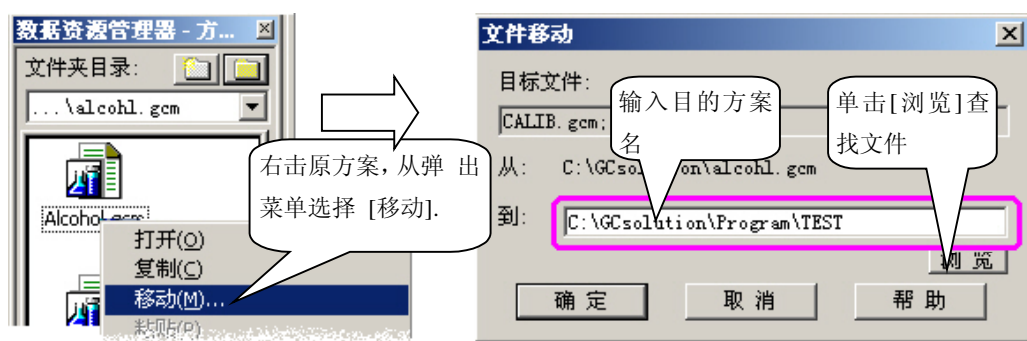 数据资源管理器 - 方...
文件夹目录:
...\alcohl.gcm
Alcohol.gcm
打开(O)
复制(C)
移动(M)...
粘贴(P)
右击原方案，从弹 出
菜单选择 [移动].
文件移动
目标文件:
CALIB.gcm;
输入目的方案
名
单击[浏览]查
找文件
从: C:\GCsolution\alcohl.gcm
到: C:\GCsolution\Program\TEST
浏 览
确 定 取 消 帮 助